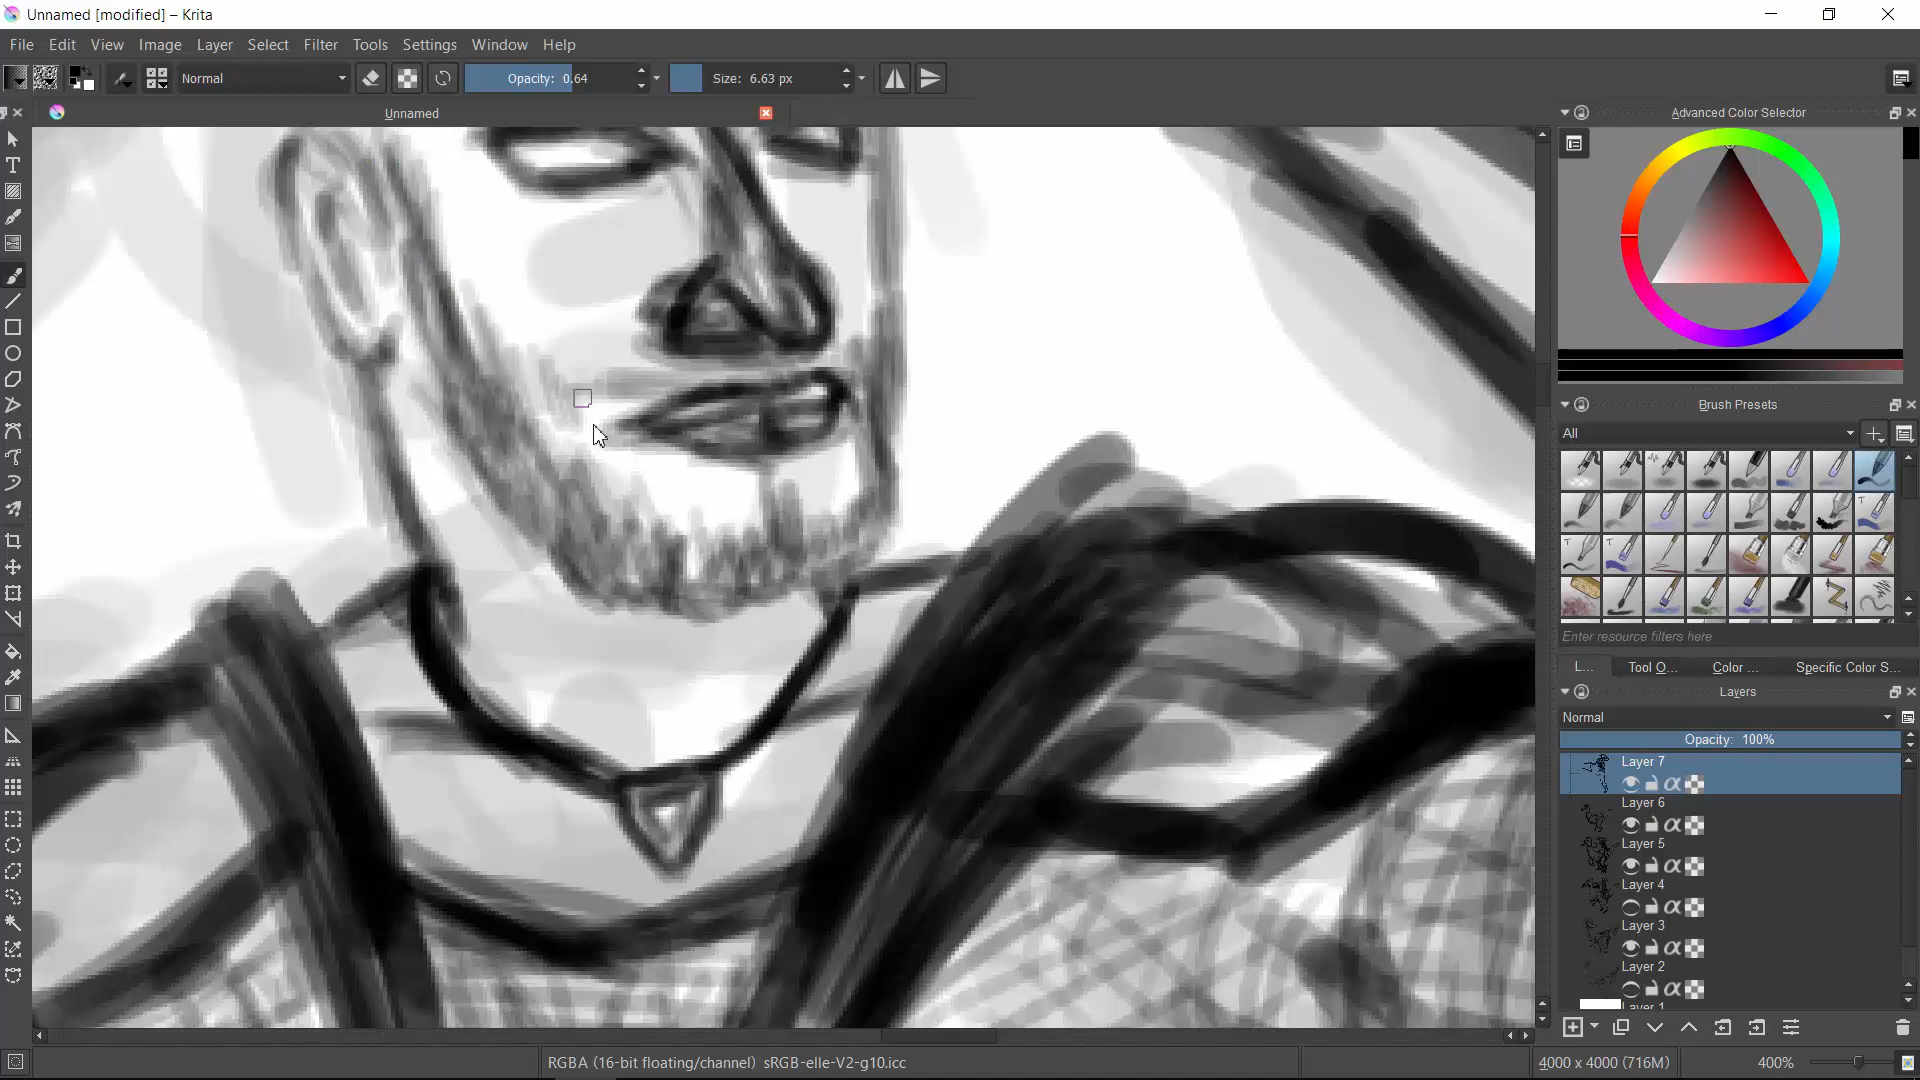 Unnamed [modified] – Krita
File Edit View Image Layer Select Filter Tools Settings Window Help
Normal Opacity: 0.64 Size: 6.63 px
Unnamed
Advanced Color Selector
Brush Presets
All
Enter resource filters here
L... Tool O... Color ... Specific Color S...
Layers
Normal
Opacity: 100%
Layer 7
Layer 6
Layer 5
Layer 4
Layer 3
Layer 2
Layer 1
RGBA (16-bit floating/channel) sRGB-elle-V2-g10.icc 4000 x 4000 (716M) 400%